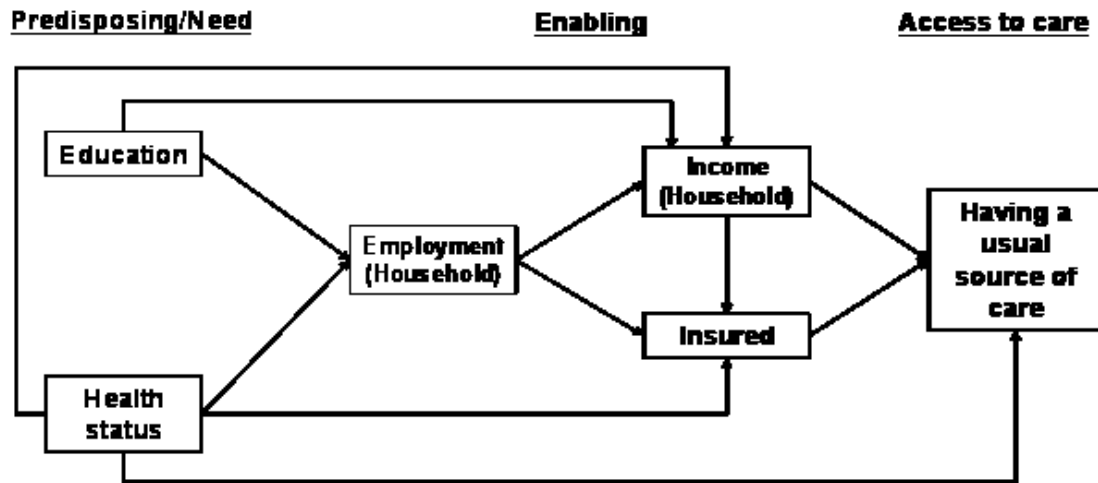 Predisposing/Need
Enabling
Access to care
Education
Income
(Household)
Having a
usual
source of
care
Employment
(Household)
Insured
Health
status